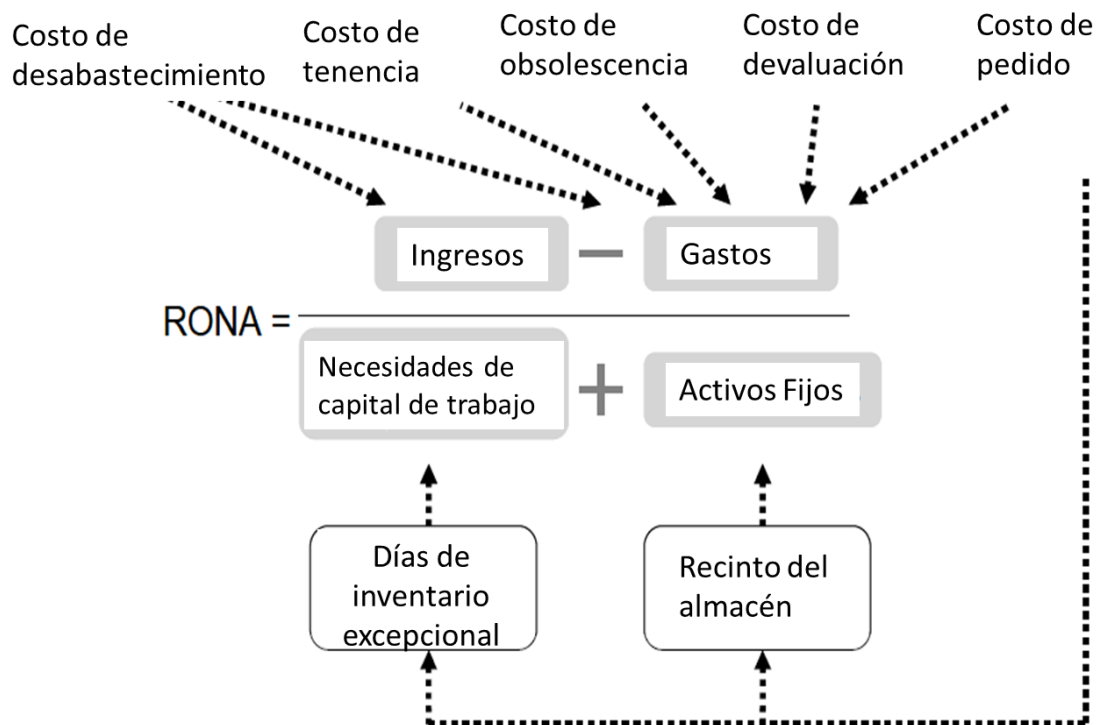 Costo de
desabastecimiento
Costo de
tenencia
Costo de
obsolescencia
Costo de
devaluación
Costo de
pedido
Ingresos
−
Gastos
RONA =
Necesidades de
capital de trabajo
+
Activos Fijos
Días de
inventario
excepcional
Recinto del
almacén